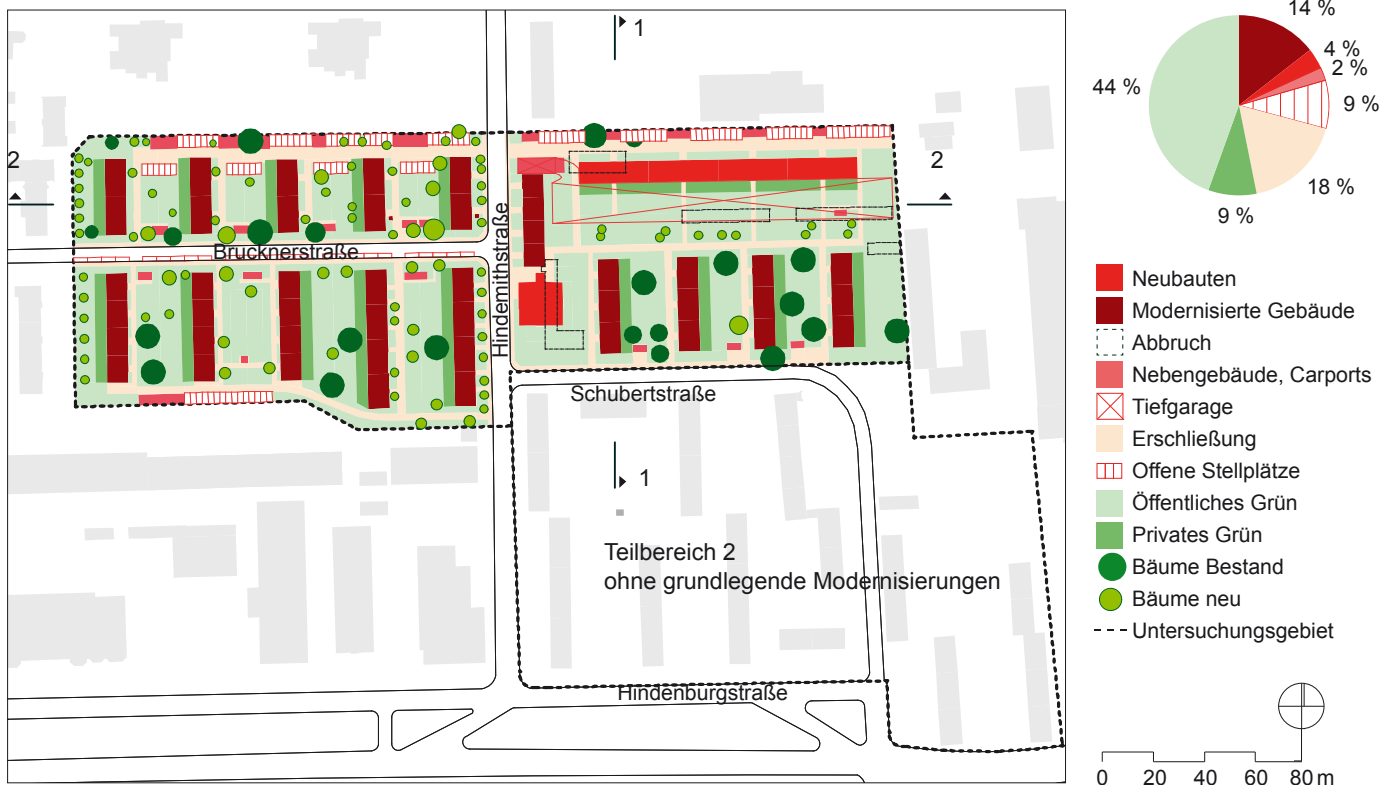 1
2
2
Brucknerstraße
Hindemithstraße
Schubertstraße
1
Teilbereich 2
ohne grundlegende Modernisierungen
Hindenburgstraße
14 %
4 %
2 %
9 %
18 %
9 %
44 %
Neubauten
Modernisierte Gebäude
Abbruch
Nebengebäude, Carports
Tiefgarage
Erschließung
Offene Stellplätze
Öffentliches Grün
Privates Grün
Bäume Bestand
Bäume neu
Untersuchungsgebiet
0 20 40 60 80 m